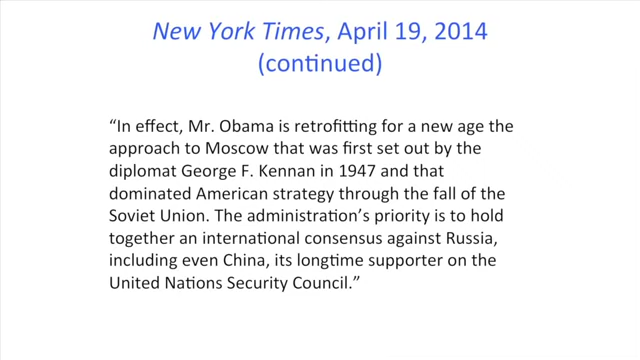 New York Times, April 19, 2014
(continued)
“In effect, Mr. Obama is retrofitting for a new age the
approach to Moscow that was first set out by the
diplomat George F. Kennan in 1947 and that
dominated American strategy through the fall of the
Soviet Union. The administration’s priority is to hold
together an international consensus against Russia,
including even China, its longtime supporter on the
United Nations Security Council.”